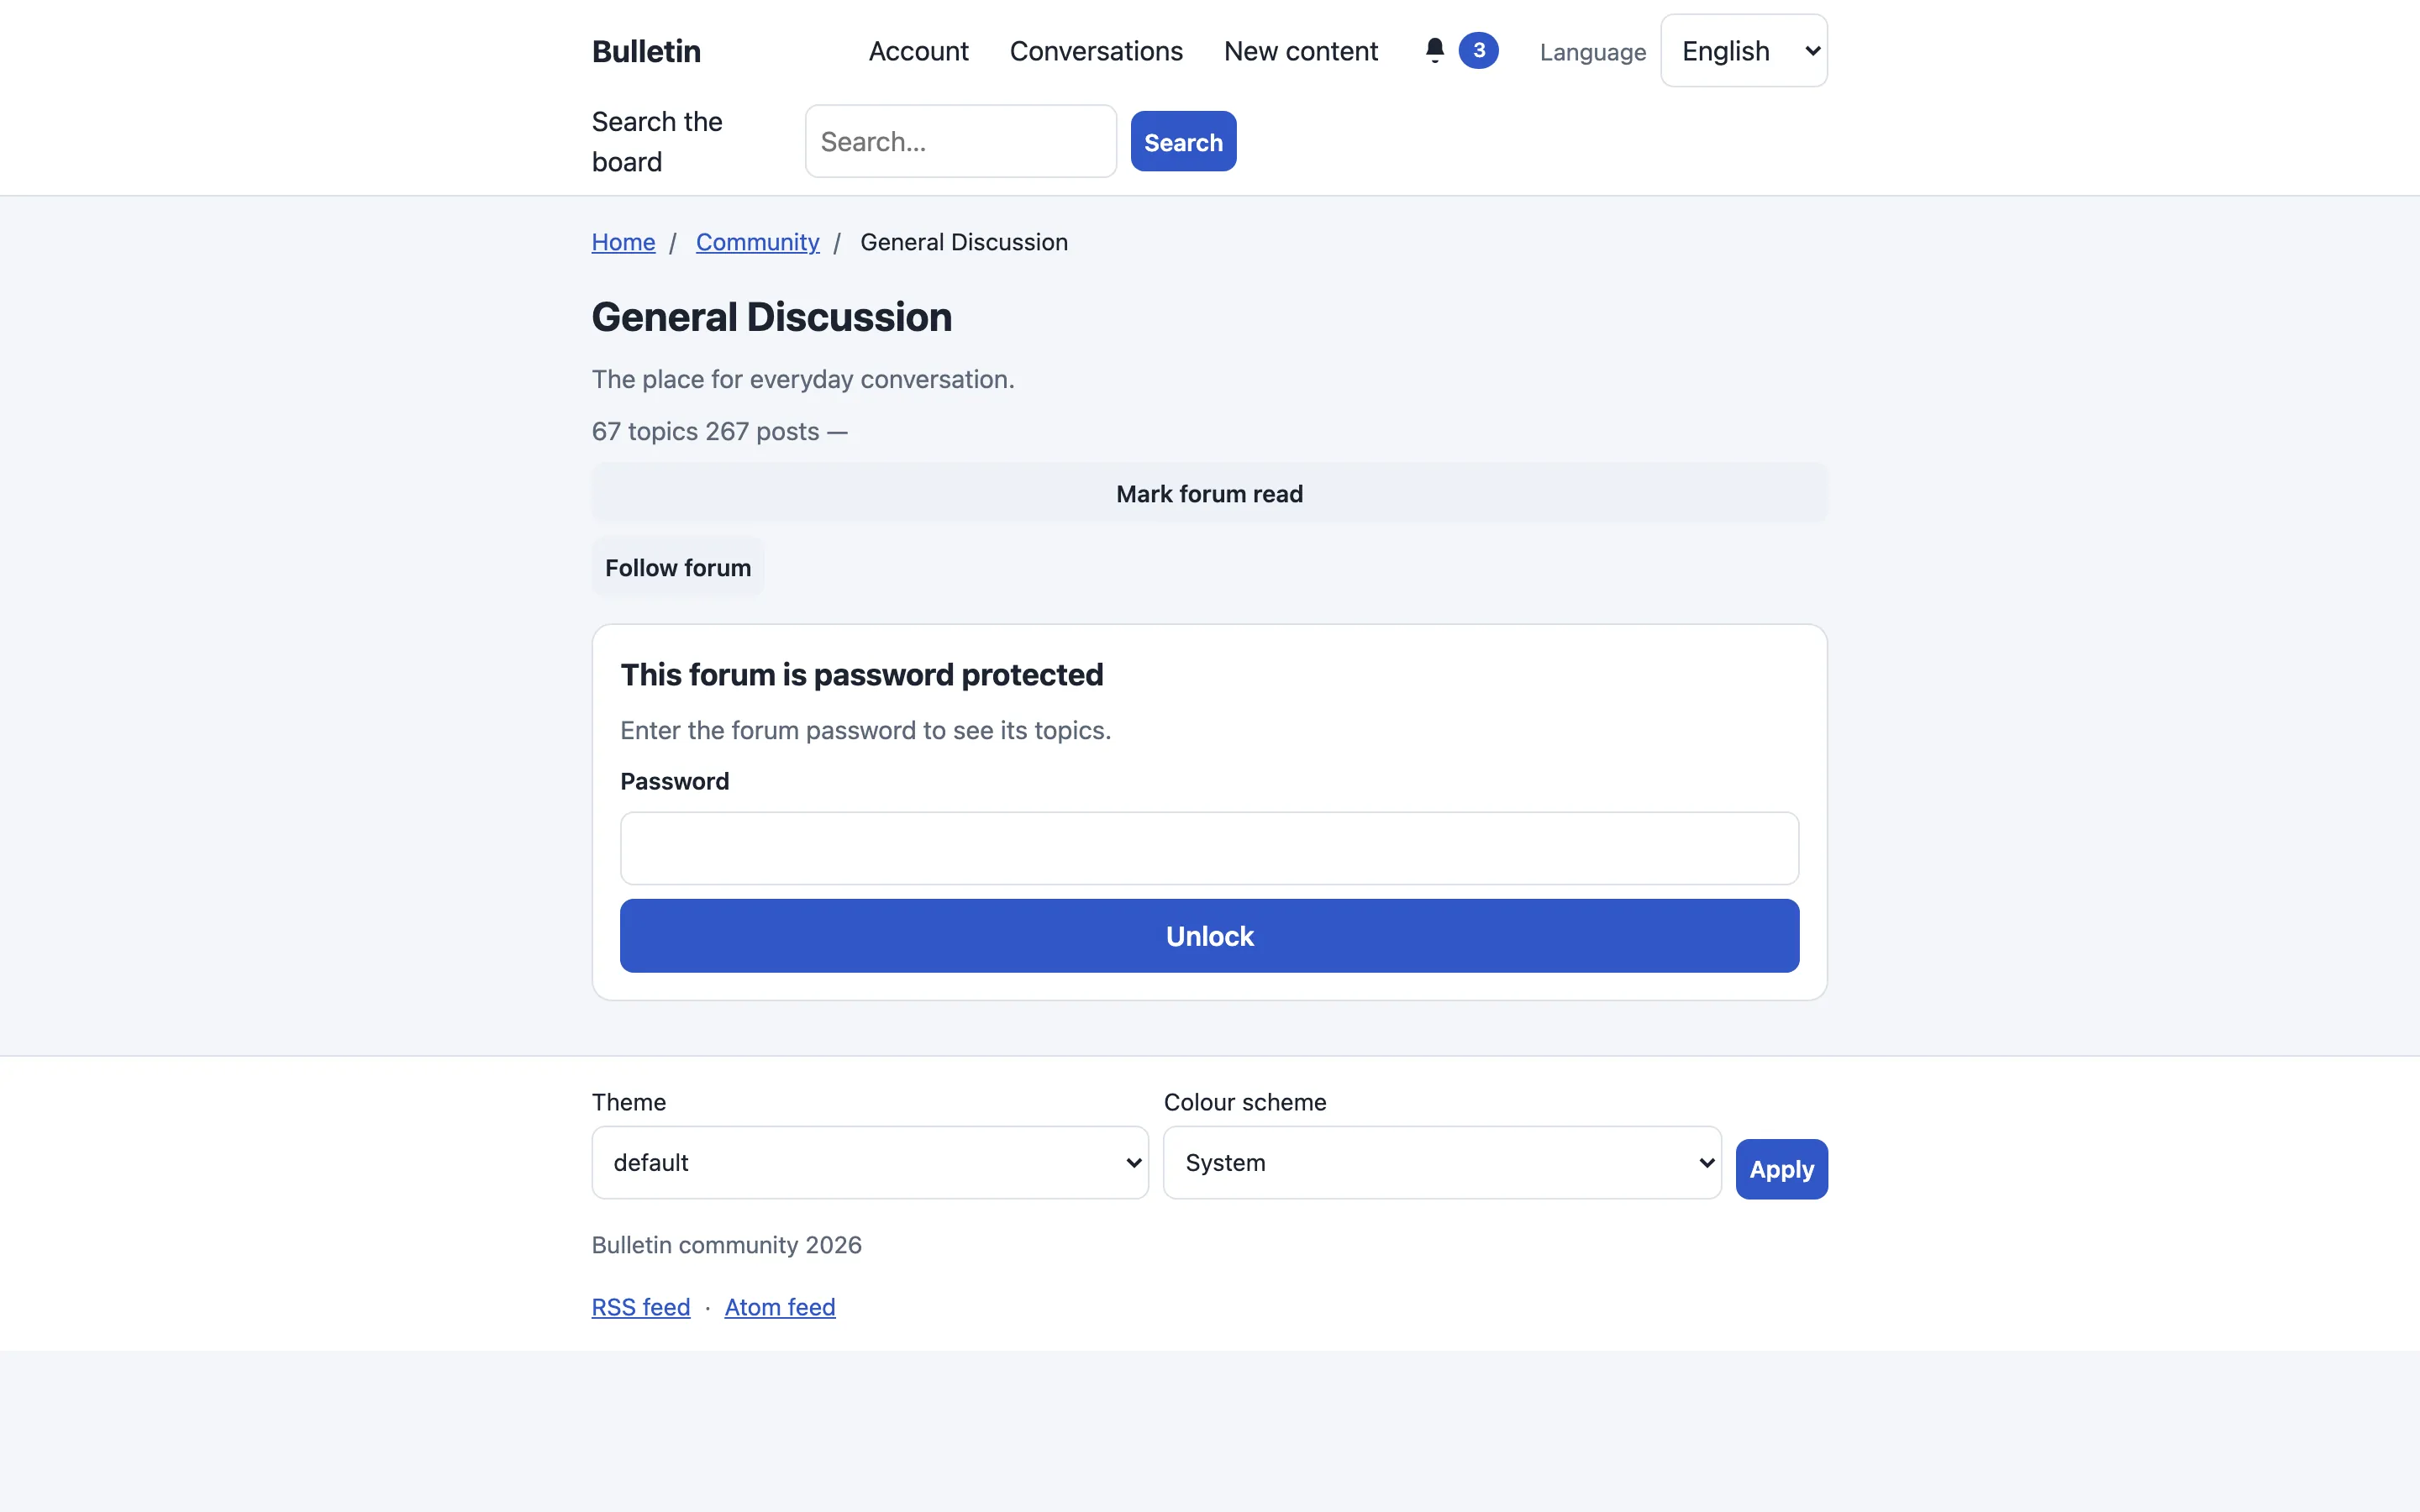 Bulletin
Account
Conversations
New content
3
Language
English
Search the
board
Search...
Search
Home / Community / General Discussion
General Discussion
The place for everyday conversation.
67 topics 267 posts —
Mark forum read
Follow forum
This forum is password protected
Enter the forum password to see its topics.
Password
Unlock
Theme
Colour scheme
default
System
Apply
Bulletin community 2026
RSS feed · Atom feed